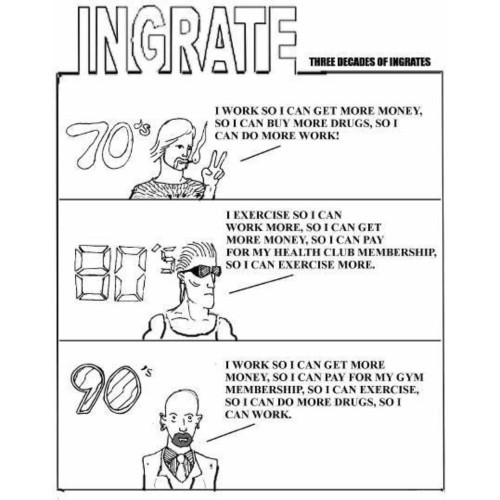 INGRATE
THREE DECADES OF INGRATES
70's
I WORK SO I CAN GET MORE MONEY,
SO I CAN BUY MORE DRUGS, SO I
CAN DO MORE WORK!
80's
I EXERCISE SO I CAN
WORK MORE, SO I CAN GET
MORE MONEY, SO I CAN PAY
FOR MY HEALTH CLUB MEMBERSHIP,
SO I CAN EXERCISE MORE.
90's
I WORK SO I CAN GET MORE
MONEY, SO I CAN PAY FOR MY GYM
MEMBERSHIP, SO I CAN EXERCISE,
SO I CAN DO MORE DRUGS, SO I
CAN WORK.